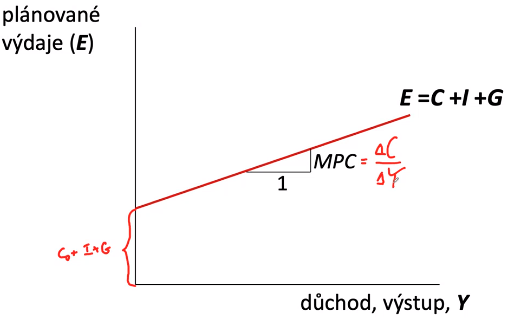 plánované
výdaje (E)
E =C +I +G
MPC = ΔC
ΔY
1
C₀ + I + G
důchod, výstup, Y